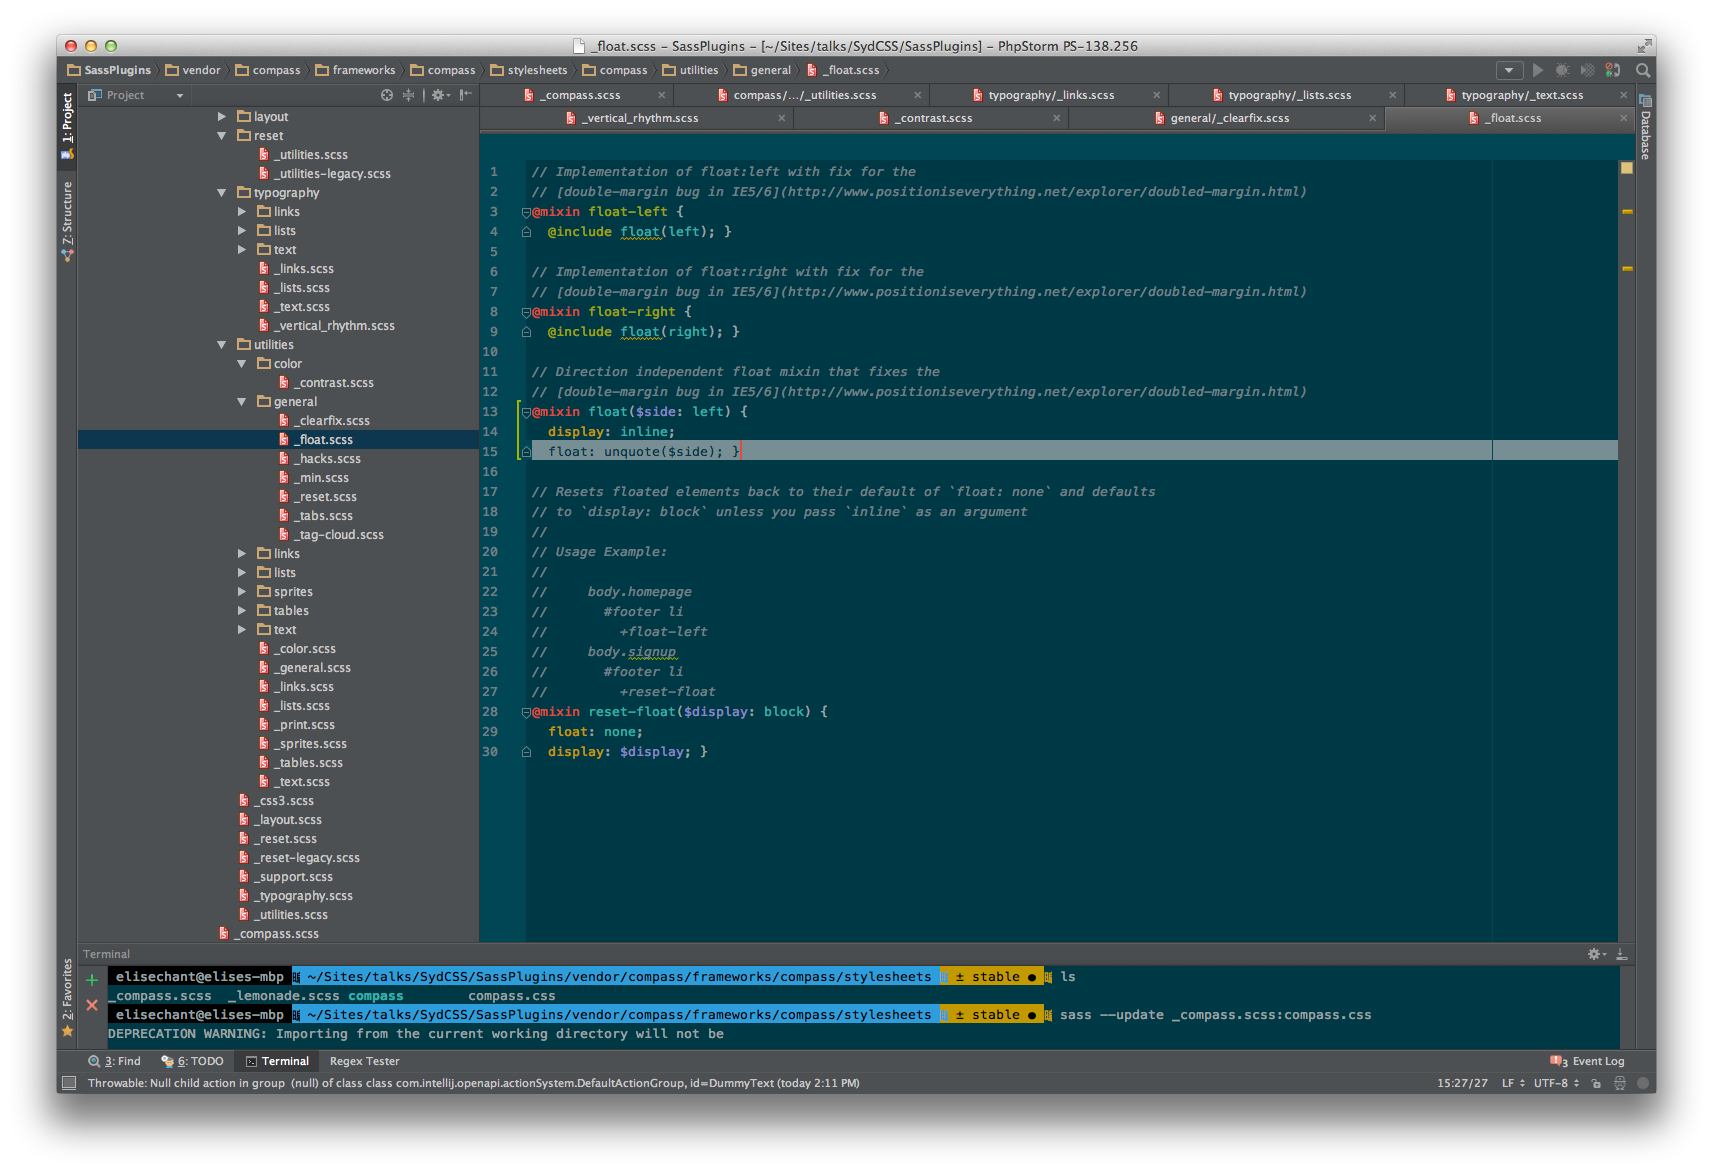 _float.scss – SassPlugins – [~/Sites/talks/SydCSS/SassPlugins] – PhpStorm PS-138.256
SassPlugins vendor compass frameworks compass stylesheets compass utilities general _float.scss
1: Project
Z: Structure
2: Favorites
Project
layout
reset
_utilities.scss
_utilities-legacy.scss
typography
links
lists
text
_links.scss
_lists.scss
_text.scss
_vertical_rhythm.scss
utilities
color
_contrast.scss
general
_clearfix.scss
_float.scss
_hacks.scss
_min.scss
_reset.scss
_tabs.scss
_tag-cloud.scss
links
lists
sprites
tables
text
_color.scss
_general.scss
_links.scss
_lists.scss
_print.scss
_sprites.scss
_tables.scss
_text.scss
_css3.scss
_layout.scss
_reset.scss
_reset-legacy.scss
_support.scss
_typography.scss
_utilities.scss
_compass.scss
_compass.scss compass/.../_utilities.scss typography/_links.scss typography/_lists.scss typography/_text.scss
_vertical_rhythm.scss _contrast.scss general/_clearfix.scss _float.scss
Database
1 // Implementation of float:left with fix for the
2 // [double-margin bug in IE5/6](http://www.positioniseverything.net/explorer/doubled-margin.html)
3 @mixin float-left {
4 @include float(left); }
5
6 // Implementation of float:right with fix for the
7 // [double-margin bug in IE5/6](http://www.positioniseverything.net/explorer/doubled-margin.html)
8 @mixin float-right {
9 @include float(right); }
10
11 // Direction independent float mixin that fixes the
12 // [double-margin bug in IE5/6](http://www.positioniseverything.net/explorer/doubled-margin.html)
13 @mixin float($side: left) {
14 display: inline;
15 float: unquote($side); }
16
17 // Resets floated elements back to their default of `float: none` and defaults
18 // to `display: block` unless you pass `inline` as an argument
19 //
20 // Usage Example:
21 //
22 // body.homepage
23 // #footer li
24 // +float-left
25 // body.signup
26 // #footer li
27 // +reset-float
28 @mixin reset-float($display: block) {
29 float: none;
30 display: $display; }
Terminal
elisechant@elises-mbp ~/Sites/talks/SydCSS/SassPlugins/vendor/compass/frameworks/compass/stylesheets ± stable ● ls
_compass.scss _lemonade.scss compass compass.css
elisechant@elises-mbp ~/Sites/talks/SydCSS/SassPlugins/vendor/compass/frameworks/compass/stylesheets ± stable ● sass --update _compass.scss:compass.css
DEPRECATION WARNING: Importing from the current working directory will not be
3: Find 6: TODO Terminal Regex Tester 3 Event Log
Throwable: Null child action in group (null) of class class com.intellij.openapi.actionSystem.DefaultActionGroup, id=DummyText (today 2:11 PM) 15:27/27 LF UTF-8